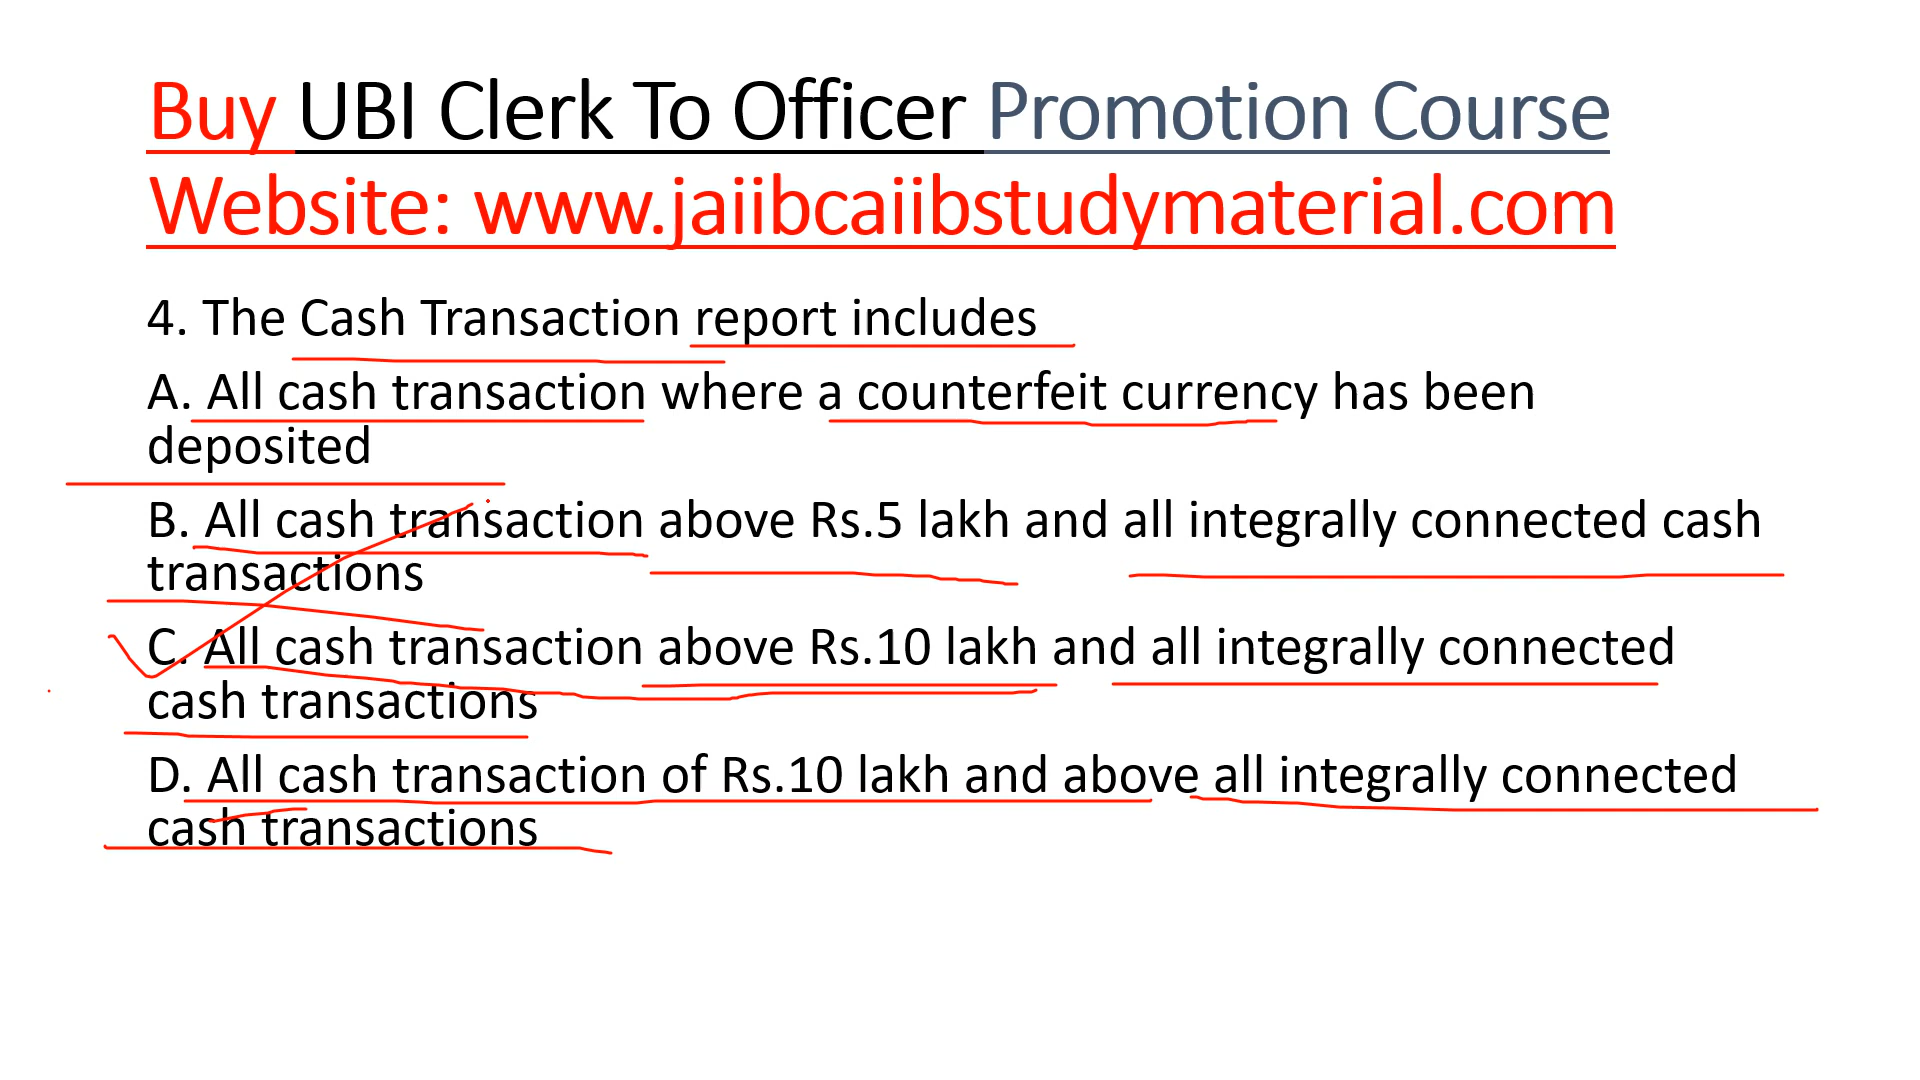 Buy UBI Clerk To Officer Promotion Course
Website: www.jaiibcaiibstudymaterial.com
4. The Cash Transaction report includes
A. All cash transaction where a counterfeit currency has been
deposited
B. All cash transaction above Rs.5 lakh and all integrally connected cash
transactions
C. All cash transaction above Rs.10 lakh and all integrally connected
cash transactions
D. All cash transaction of Rs.10 lakh and above all integrally connected
cash transactions